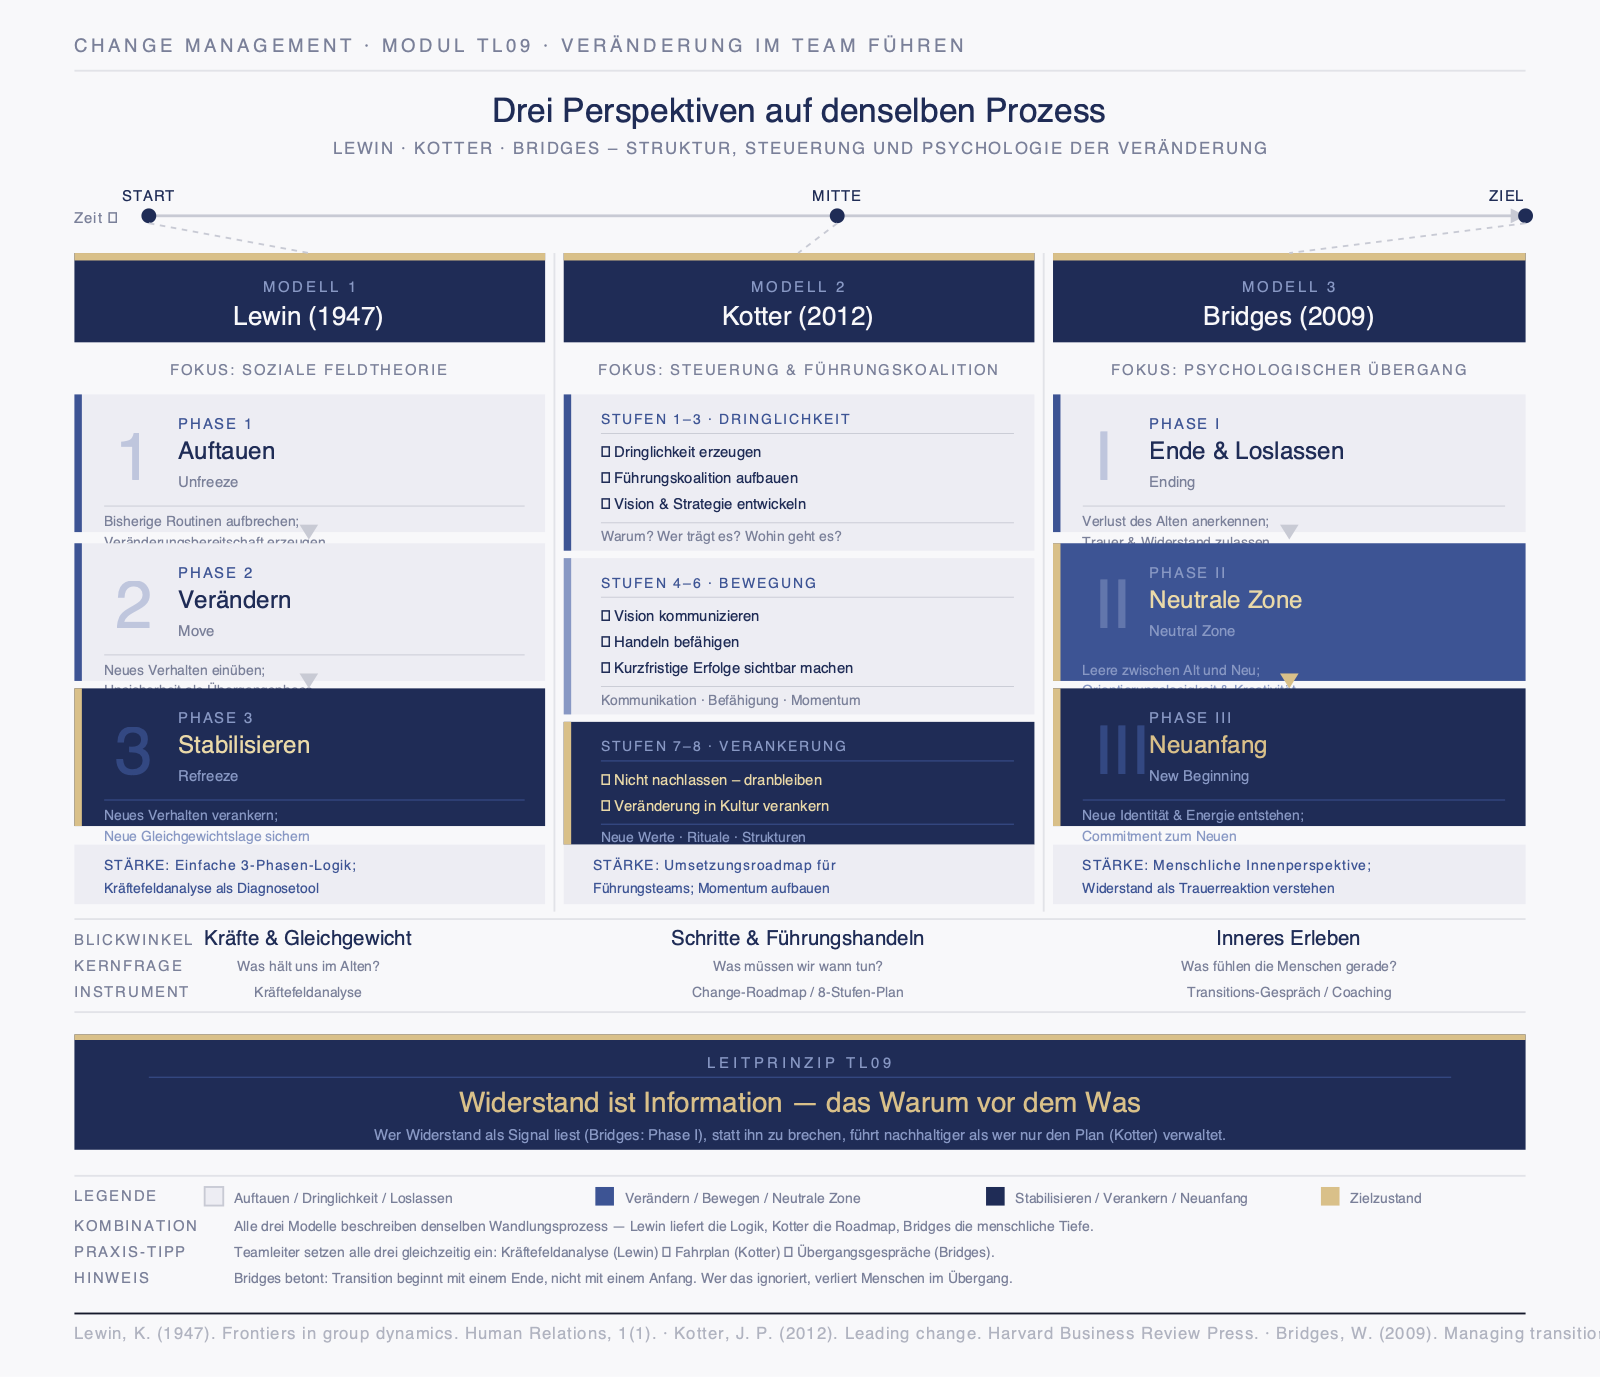 CHANGE MANAGEMENT · MODUL TL09 · VERÄNDERUNG IM TEAM FÜHREN
Drei Perspektiven auf denselben Prozess
LEWIN · KOTTER · BRIDGES – STRUKTUR, STEUERUNG UND PSYCHOLOGIE DER VERÄNDERUNG
START
MITTE
ZIEL
Zeit
MODELL 1
Lewin (1947)
FOKUS: SOZIALE FELDTHEORIE
1
PHASE 1
Auftauen
Unfreeze
Bisherige Routinen aufbrechen;
Veränderungsbereitschaft erzeugen
2
PHASE 2
Verändern
Move
Neues Verhalten einüben;
Unsicherheit als Übergangsphase
3
PHASE 3
Stabilisieren
Refreeze
Neues Verhalten verankern;
Neue Gleichgewichtslage sichern
STÄRKE: Einfache 3-Phasen-Logik;
Kräftefeldanalyse als Diagnosetool
MODELL 2
Kotter (2012)
FOKUS: STEUERUNG & FÜHRUNGSKOALITION
STUFEN 1–3 · DRINGLICHKEIT
Dringlichkeit erzeugen
Führungskoalition aufbauen
Vision & Strategie entwickeln
Warum? Wer trägt es? Wohin geht es?
STUFEN 4–6 · BEWEGUNG
Vision kommunizieren
Handeln befähigen
Kurzfristige Erfolge sichtbar machen
Kommunikation · Befähigung · Momentum
STUFEN 7–8 · VERANKERUNG
Nicht nachlassen – dranbleiben
Veränderung in Kultur verankern
Neue Werte · Rituale · Strukturen
STÄRKE: Umsetzungsroadmap für
Führungsteams; Momentum aufbauen
MODELL 3
Bridges (2009)
FOKUS: PSYCHOLOGISCHER ÜBERGANG
I
PHASE I
Ende & Loslassen
Ending
Verlust des Alten anerkennen;
Trauer & Widerstand zulassen
II
PHASE II
Neutrale Zone
Neutral Zone
Leere zwischen Alt und Neu;
Orientierungslosigkeit & Kreativität
III
PHASE III
Neuanfang
New Beginning
Neue Identität & Energie entstehen;
Commitment zum Neuen
STÄRKE: Menschliche Innenperspektive;
Widerstand als Trauerreaktion verstehen
BLICKWINKEL Kräfte & Gleichgewicht Schritte & Führungshandeln Inneres Erleben
KERNFRAGE Was hält uns im Alten? Was müssen wir wann tun? Was fühlen die Menschen gerade?
INSTRUMENT Kräftefeldanalyse Change-Roadmap / 8-Stufen-Plan Transitions-Gespräch / Coaching
LEITPRINZIP TL09
Widerstand ist Information — das Warum vor dem Was
Wer Widerstand als Signal liest (Bridges: Phase I), statt ihn zu brechen, führt nachhaltiger als wer nur den Plan (Kotter) verwaltet.
LEGENDE Auftauen / Dringlichkeit / Loslassen Verändern / Bewegen / Neutrale Zone Stabilisieren / Verankern / Neuanfang Zielzustand
KOMBINATION Alle drei Modelle beschreiben denselben Wandlungsprozess — Lewin liefert die Logik, Kotter die Roadmap, Bridges die menschliche Tiefe.
PRAXIS-TIPP Teamleiter setzen alle drei gleichzeitig ein: Kräftefeldanalyse (Lewin) Fahrplan (Kotter) Übergangsgespräche (Bridges).
HINWEIS Bridges betont: Transition beginnt mit einem Ende, nicht mit einem Anfang. Wer das ignoriert, verliert Menschen im Übergang.
Lewin, K. (1947). Frontiers in group dynamics. Human Relations, 1(1). · Kotter, J. P. (2012). Leading change. Harvard Business Review Press. · Bridges, W. (2009). Managing